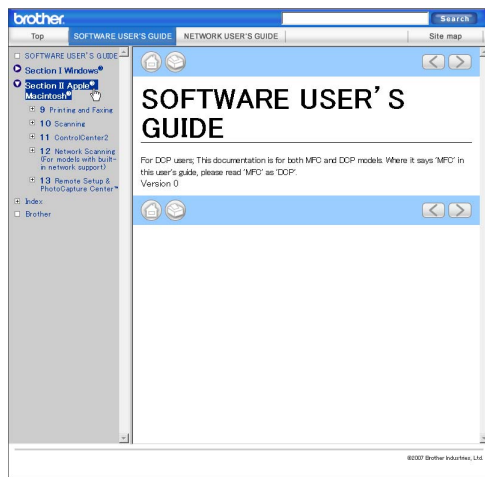 brother.
Search
Top
SOFTWARE USER'S GUIDE
NETWORK USER'S GUIDE
Site map
SOFTWARE USER'S GUIDE
Section I Windows®
Section II Apple®
Macintosh®
9 Printing and Faxing
10 Scanning
11 ControlCenter2
12 Network Scanning
(For models with built-
in network support)
13 Remote Setup &
PhotoCapture Center™
Index
Brother
SOFTWARE USER'S
GUIDE
For DCP users; This documentation is for both MFC and DCP models. Where it says 'MFC' in
this user's guide, please read 'MFC' as 'DCP'.
Version 0
©2007 Brother Industries, Ltd.